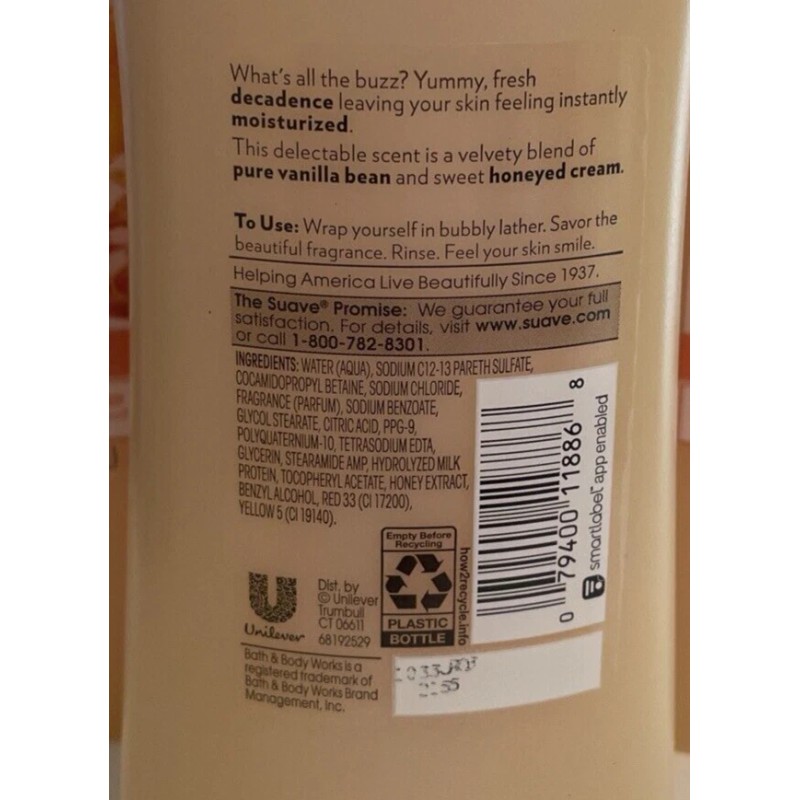 What's all the buzz? Yummy, fresh
decadence leaving your skin feeling instantly
moisturized.
This delectable scent is a velvety blend of
pure vanilla bean and sweet honeyed cream.
To Use: Wrap yourself in bubbly lather. Savor the
beautiful fragrance. Rinse. Feel your skin smile.
Helping America Live Beautifully Since 1937.
The Suave® Promise: We guarantee your full
satisfaction. For details, visit www.suave.com
or call 1-800-782-8301.
INGREDIENTS: WATER (AQUA), SODIUM C12-13 PARETH SULFATE,
COCAMIDOPROPYL BETAINE, SODIUM CHLORIDE,
FRAGRANCE (PARFUM), SODIUM BENZOATE,
GLYCOL STEARATE, CITRIC ACID, PPG-9,
POLYQUATERNIUM-10, TETRASODIUM EDTA,
GLYCERIN, STEARAMIDE AMP, HYDROLYZED MILK
PROTEIN, TOCOPHERYL ACETATE, HONEY EXTRACT,
BENZYL ALCOHOL, RED 33 (CI 17200),
YELLOW 5 (CI 19140).
0 79400 11886 8
smartlabel™ app enabled
Empty Before
Recycling
PLASTIC
BOTTLE
how2recycle.info
Unilever
Dist. by
© Unilever
Trumbull
CT 06611
68192529
Bath & Body Works is a
registered trademark of
Bath & Body Works Brand
Management, Inc.